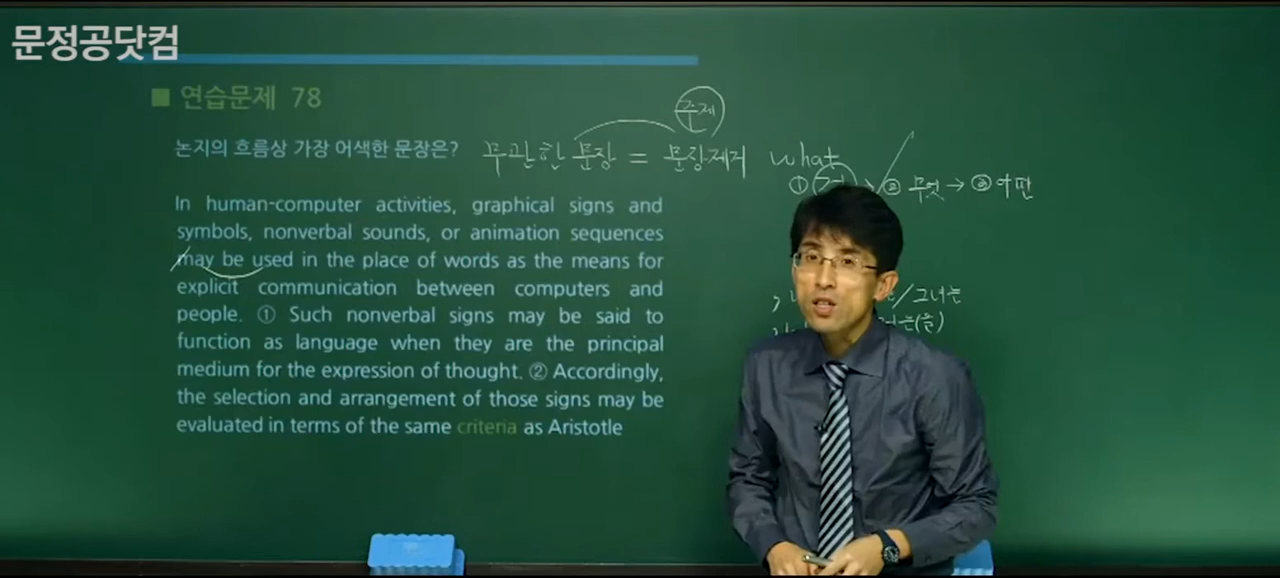 문정공닷컴
■ 연습문제 78
주제
논지의 흐름상 가장 어색한 문장은?
무관한 문장 = 문장제거
what
② 무엇 → ③ 어떤
In human-computer activities, graphical signs and
symbols, nonverbal sounds, or animation sequences
may be used in the place of words as the means for
explicit communication between computers and
people. ① Such nonverbal signs may be said to
function as language when they are the principal
medium for the expression of thought. ② Accordingly,
the selection and arrangement of those signs may be
evaluated in terms of the same criteria as Aristotle
/그녀는
는(을)